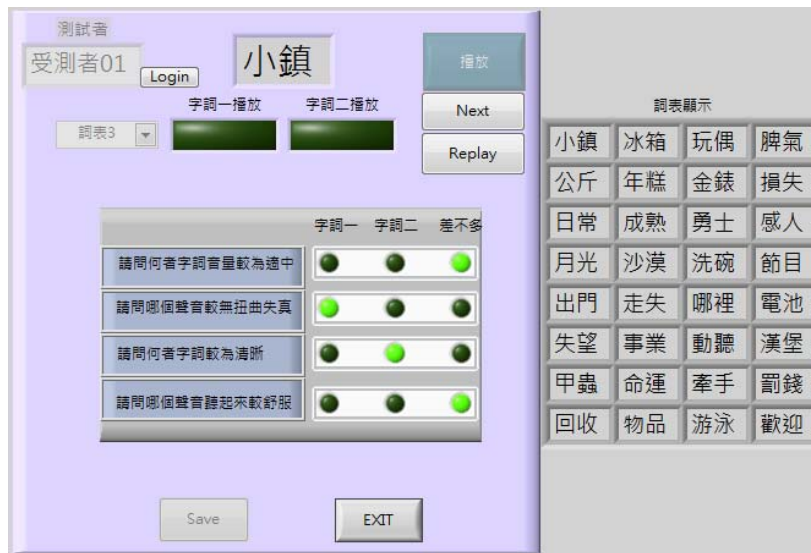 測試者
受測者01
Login
小鎮
播放
字詞一播放
字詞二播放
詞表3
Next
Replay
字詞一 字詞二 差不多
請問何者字詞音量較為適中
請問哪個聲音較無扭曲失真
請問何者字詞較為清晰
請問哪個聲音聽起來較舒服
Save
EXIT
詞表顯示
小鎮 冰箱 玩偶 脾氣
公斤 年糕 金錶 損失
日常 成熟 勇士 感人
月光 沙漠 洗碗 節目
出門 走失 哪裡 電池
失望 事業 動聽 漢堡
甲蟲 命運 牽手 罰錢
回收 物品 游泳 歡迎